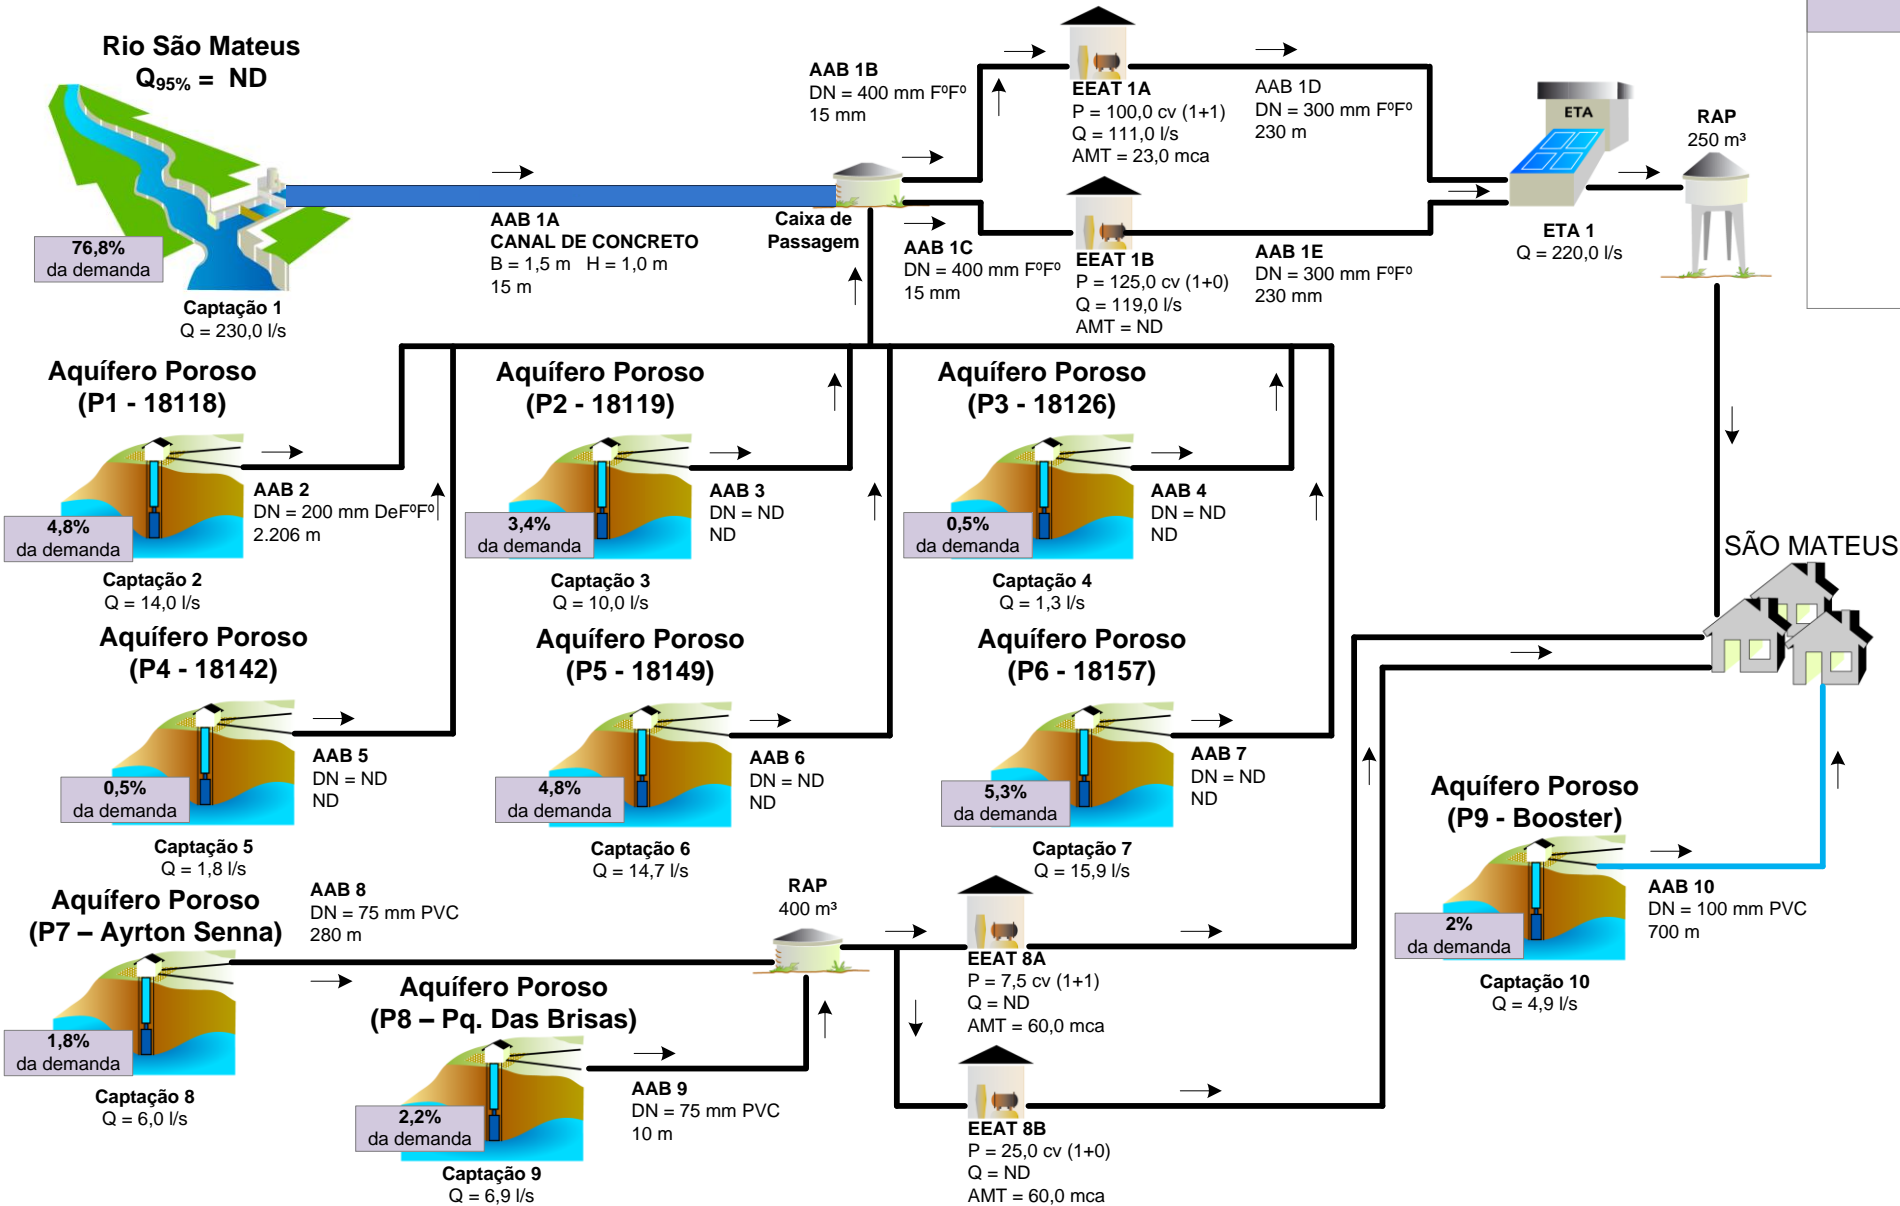 Rio São Mateus
Q95% = ND
76,8%
da demanda
Captação 1
Q = 230,0 l/s
AAB 1A
CANAL DE CONCRETO
B = 1,5 m H = 1,0 m
15 m
Caixa de
Passagem
AAB 1B
DN = 400 mm FºFº
15 mm
AAB 1C
DN = 400 mm FºFº
15 mm
EEAT 1A
P = 100,0 cv (1+1)
Q = 111,0 l/s
AMT = 23,0 mca
EEAT 1B
P = 125,0 cv (1+0)
Q = 119,0 l/s
AMT = ND
AAB 1D
DN = 300 mm FºFº
230 m
AAB 1E
DN = 300 mm FºFº
230 mm
ETA
ETA 1
Q = 220,0 l/s
RAP
250 m³
Aquífero Poroso
(P1 - 18118)
4,8%
da demanda
AAB 2
DN = 200 mm DeFºFº
2.206 m
Captação 2
Q = 14,0 l/s
Aquífero Poroso
(P2 - 18119)
3,4%
da demanda
AAB 3
DN = ND
ND
Captação 3
Q = 10,0 l/s
Aquífero Poroso
(P3 - 18126)
0,5%
da demanda
AAB 4
DN = ND
ND
Captação 4
Q = 1,3 l/s
SÃO MATEUS
Aquífero Poroso
(P4 - 18142)
0,5%
da demanda
AAB 5
DN = ND
ND
Captação 5
Q = 1,8 l/s
Aquífero Poroso
(P5 - 18149)
4,8%
da demanda
AAB 6
DN = ND
ND
Captação 6
Q = 14,7 l/s
Aquífero Poroso
(P6 - 18157)
5,3%
da demanda
AAB 7
DN = ND
ND
Captação 7
Q = 15,9 l/s
Aquífero Poroso
(P9 - Booster)
2%
da demanda
AAB 10
DN = 100 mm PVC
700 m
Captação 10
Q = 4,9 l/s
Aquífero Poroso
(P7 – Ayrton Senna)
1,8%
da demanda
AAB 8
DN = 75 mm PVC
280 m
Captação 8
Q = 6,0 l/s
Aquífero Poroso
(P8 – Pq. Das Brisas)
2,2%
da demanda
AAB 9
DN = 75 mm PVC
10 m
Captação 9
Q = 6,9 l/s
RAP
400 m³
EEAT 8A
P = 7,5 cv (1+1)
Q = ND
AMT = 60,0 mca
EEAT 8B
P = 25,0 cv (1+0)
Q = ND
AMT = 60,0 mca